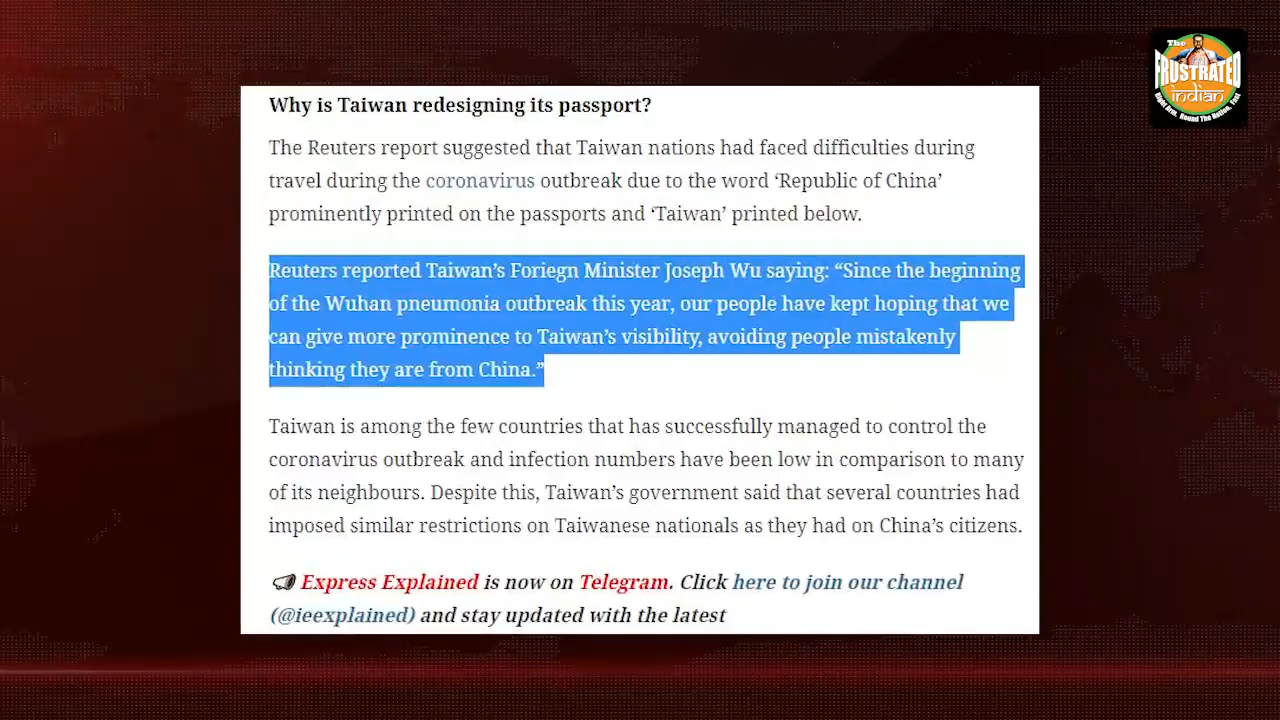 The
FRUSTRATED
indian
Right Arm. Round The Nation. Fast
Why is Taiwan redesigning its passport?
The Reuters report suggested that Taiwan nations had faced difficulties during
travel during the coronavirus outbreak due to the word ‘Republic of China’
prominently printed on the passports and ‘Taiwan’ printed below.
Reuters reported Taiwan’s Foriegn Minister Joseph Wu saying: “Since the beginning
of the Wuhan pneumonia outbreak this year, our people have kept hoping that we
can give more prominence to Taiwan’s visibility, avoiding people mistakenly
thinking they are from China.”
Taiwan is among the few countries that has successfully managed to control the
coronavirus outbreak and infection numbers have been low in comparison to many
of its neighbours. Despite this, Taiwan’s government said that several countries had
imposed similar restrictions on Taiwanese nationals as they had on China’s citizens.
Express Explained is now on Telegram. Click here to join our channel
(@ieexplained) and stay updated with the latest